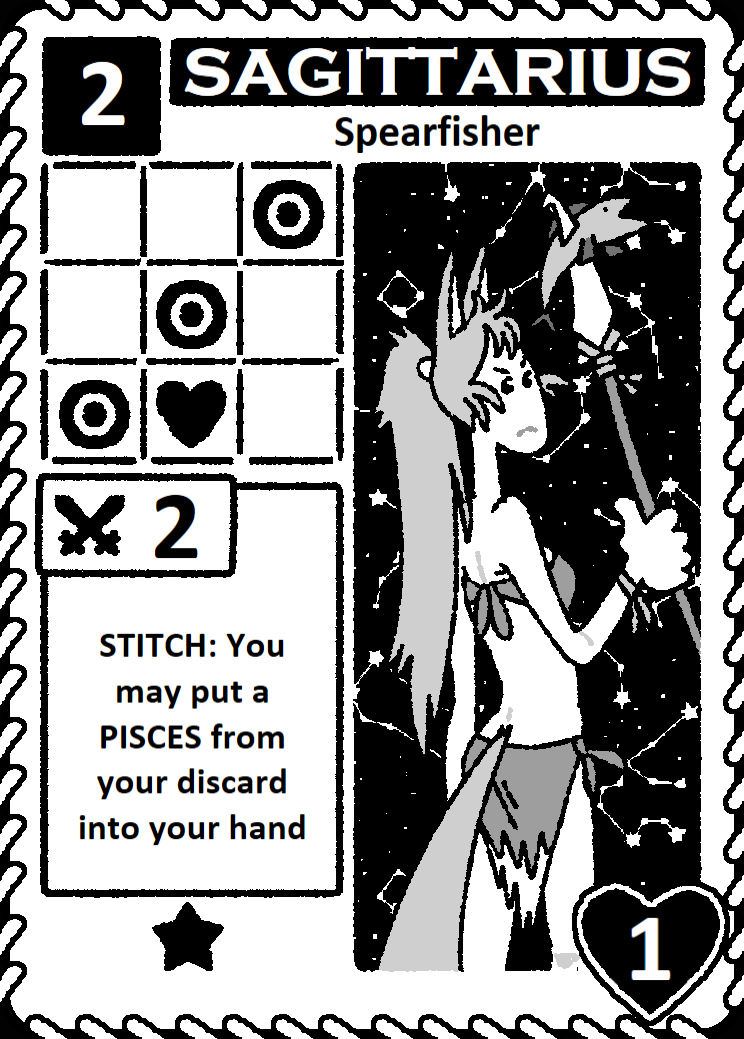 2
SAGITTARIUS
Spearfisher
2
STITCH: You
may put a
PISCES from
your discard
into your hand
1